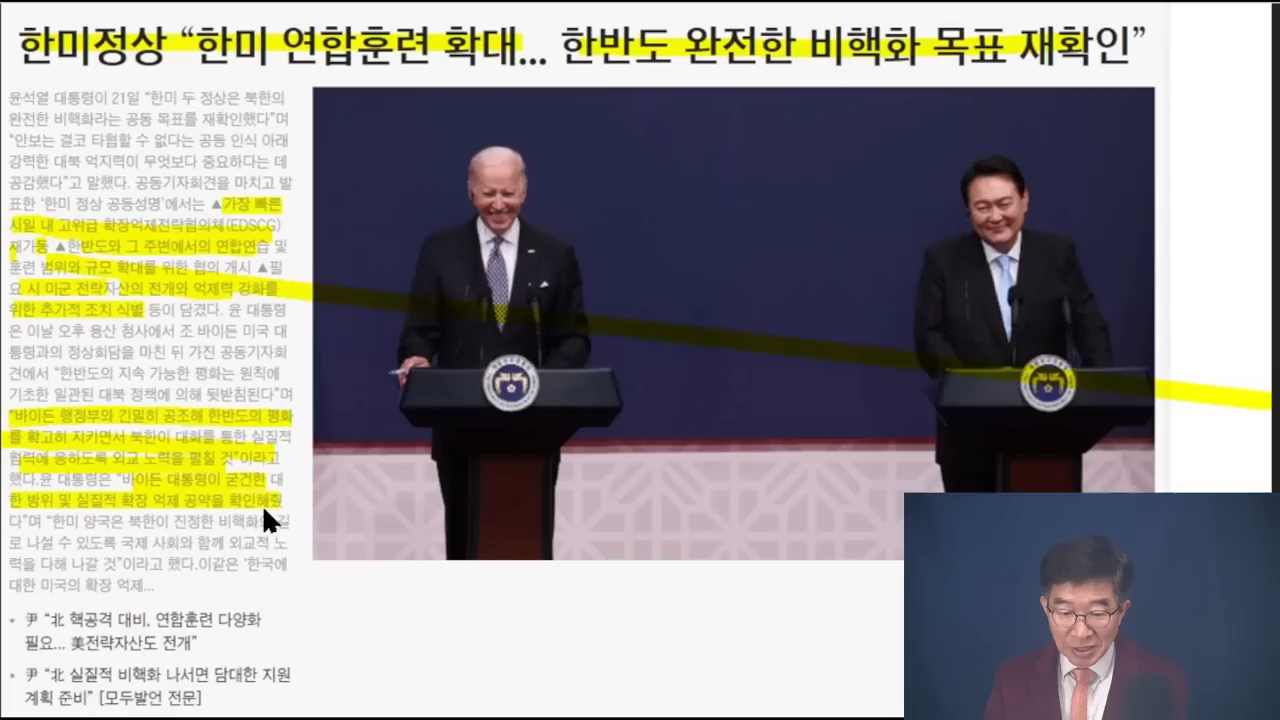 한미정상 “한미 연합훈련 확대... 한반도 완전한 비핵화 목표 재확인”
윤석열 대통령이 21일 “한미 두 정상은 북한의
완전한 비핵화라는 공동 목표를 재확인했다”며
“안보는 결코 타협할 수 없다는 공동 인식 아래
강력한 대북 억지력이 무엇보다 중요하다는 데
공감했다”고 말했다. 공동기자회견을 마치고 발
표한 ‘한미 정상 공동성명’에서는 ▲가장 빠른
시일 내 고위급 확장억제전략협의체(EDSCG)
재가동 ▲한반도와 그 주변에서의 연합연습 및
훈련 범위와 규모 확대를 위한 협의 개시 ▲필
요 시 미군 전략자산의 전개와 억제력 강화를
위한 추가적 조치 식별 등이 담겼다. 윤 대통령
은 이날 오후 용산 청사에서 조 바이든 미국 대
통령과의 정상회담을 마친 뒤 가진 공동기자회
견에서 “한반도의 지속 가능한 평화는 원칙에
기초한 일관된 대북 정책에 의해 뒷받침된다”며
“바이든 행정부와 긴밀히 공조해 한반도의 평화
를 확고히 지키면서 북한이 대화를 통한 실질적
협력에 응하도록 외교 노력을 펼칠 것”이라고
했다.윤 대통령은 “바이든 대통령이 굳건한 대
한 방위 및 실질적 확장 억제 공약을 확인해줬
다”며 “한미 양국은 북한이 진정한 비핵화의 길
로 나설 수 있도록 국제 사회와 함께 외교적 노
력을 다해 나갈 것”이라고 했다.이같은 ‘한국에
대한 미국의 확장 억제...
• 尹 “北 핵공격 대비, 연합훈련 다양화
필요... 美전략자산도 전개”
• 尹 “北 실질적 비핵화 나서면 담대한 지원
계획 준비” [모두발언 전문]